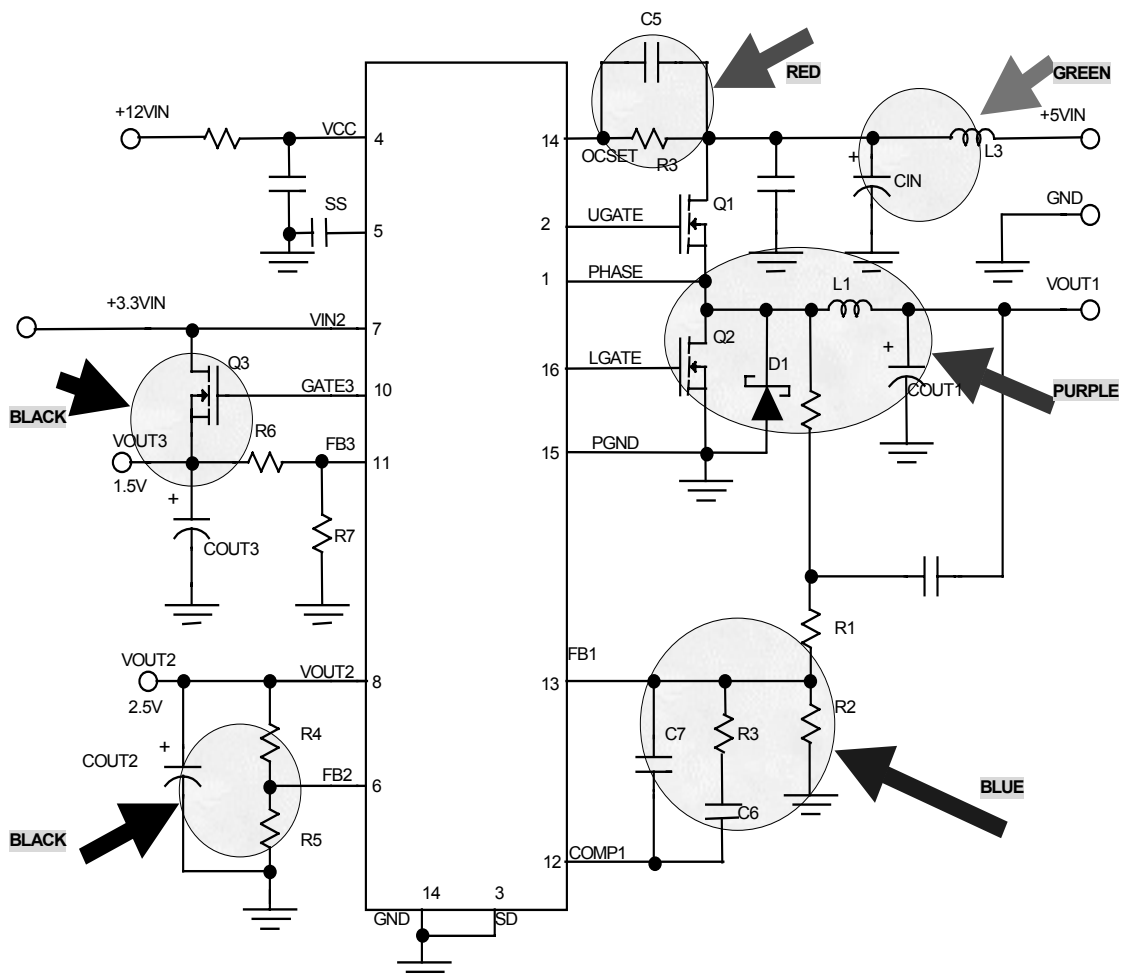 C5
RED
GREEN
+12VIN
VCC
4
14
OCSET
R3
+5VIN
L3
+
CIN
SS
5
2
UGATE
Q1
GND
1
PHASE
L1
VOUT1
+3.3VIN
VIN2
7
Q3
GATE3
10
16
LGATE
Q2
D1
+
COUT1
PURPLE
BLACK
VOUT3
1.5V
R6
FB3
11
15
PGND
+
COUT3
R7
R1
FB1
13
VOUT2
2.5V
VOUT2
8
R2
C7
R3
R4
+
COUT2
FB2
6
C6
BLUE
BLACK
R5
12
COMP1
14
3
GND
SD